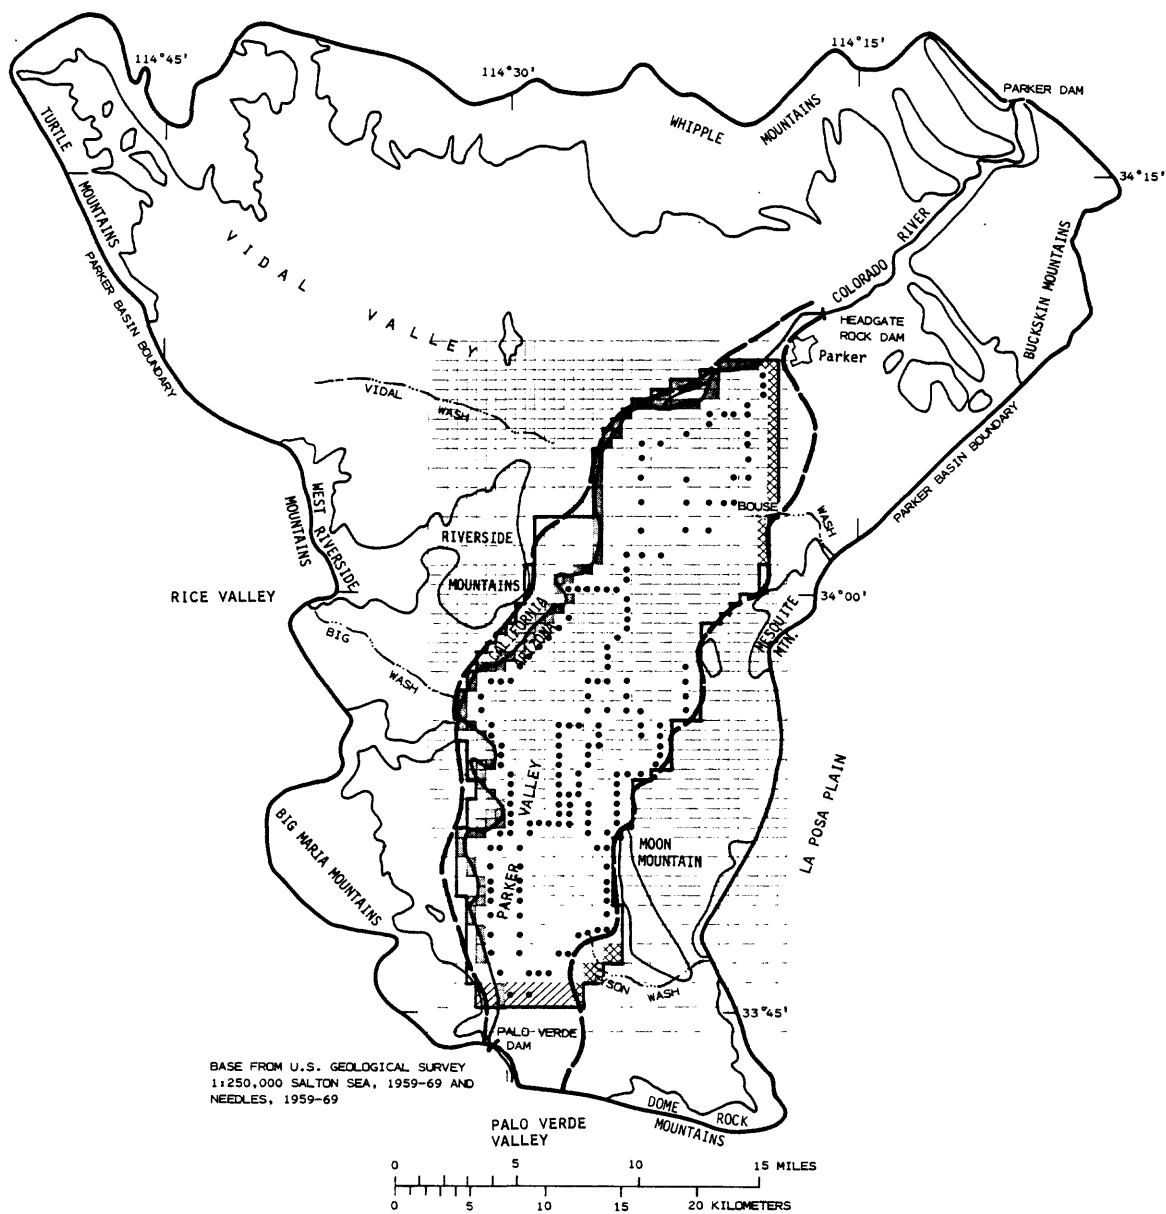 114°45'
114°30'
114°15'
PARKER DAM
TURTLE
MOUNTAINS
WHIPPLE
MOUNTAINS
34°15'
VIDAL
VALLEY
COLORADO
RIVER
BUCKSKIN MOUNTAINS
PARKER BASIN BOUNDARY
HEADGATE
ROCK DAM
Parker
VIDAL
WASH
PARKER BASIN BOUNDARY
WEST RIVERSIDE
MOUNTAINS
BOUSE
WASH
RIVERSIDE
MOUNTAINS
RICE VALLEY
34°00'
CALIFORNIA
ARIZONA
MESQUITE
MTN.
BIG
WASH
PARKER
VALLEY
LA POSA PLAIN
BIG MARIA MOUNTAINS
MOON
MOUNTAIN
YSON
WASH
33°45'
PALO VERDE
DAM
BASE FROM U.S. GEOLOGICAL SURVEY
1:250,000 SALTON SEA, 1959-69 AND
NEEDLES, 1959-69
DOME ROCK
MOUNTAINS
PALO VERDE
VALLEY
0 5 10 15 MILES
0 5 10 15 20 KILOMETERS